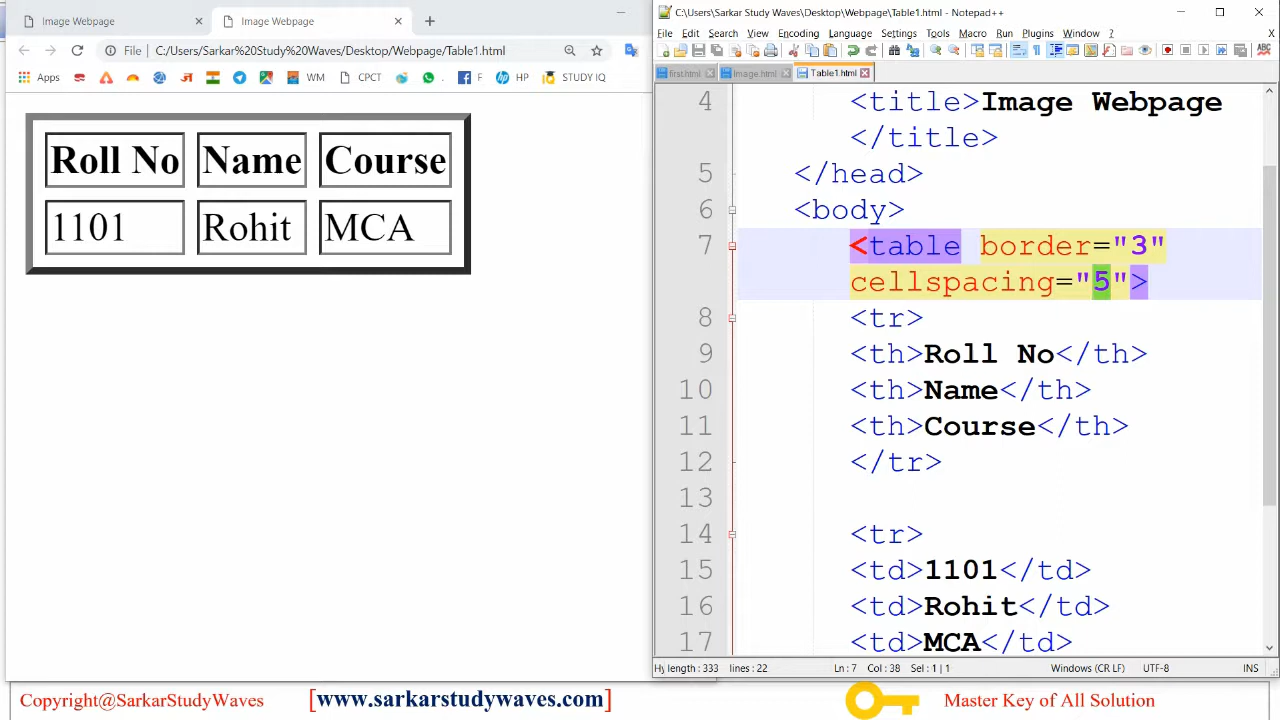 Image Webpage
Image Webpage
File C:/Users/Sarkar%20Study%20Waves/Desktop/Webpage/Table1.html
Apps WM CPCT F HP STUDY IQ
Roll No Name Course
1101 Rohit MCA
C:\Users\Sarkar Study Waves\Desktop\Webpage\Table1.html - Notepad++
File Edit Search View Encoding Language Settings Tools Macro Run Plugins Window ?
first.html Image.html Table1.html
4 <title>Image Webpage
</title>
5 </head>
6 <body>
7 <table border="3"
cellspacing="5">
8 <tr>
9 <th>Roll No</th>
10 <th>Name</th>
11 <th>Course</th>
12 </tr>
13
14 <tr>
15 <td>1101</td>
16 <td>Rohit</td>
17 <td>MCA</td>
Hy length : 333 lines : 22 Ln : 7 Col : 38 Sel : 1 | 1 Windows (CR LF) UTF-8 INS
Copyright@SarkarStudyWaves [www.sarkarstudywaves.com] Master Key of All Solution